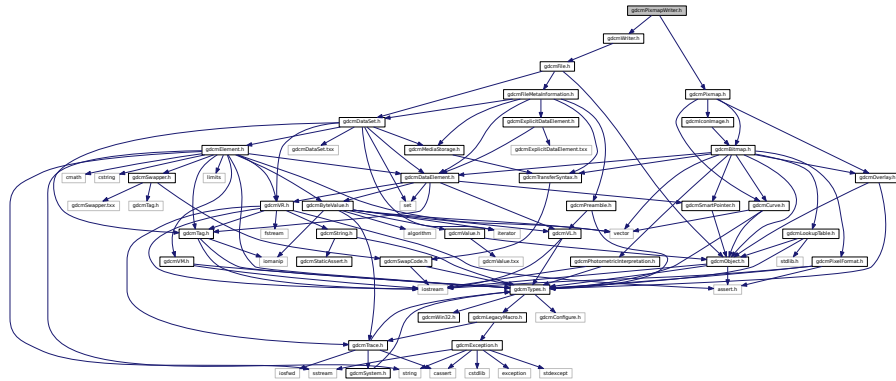 gdcmPixmapWriter.h
gdcmWriter.h
gdcmFile.h
gdcmFileMetaInformation.h
gdcmPixmap.h
gdcmDataSet.h
gdcmExplicitDataElement.h
gdcmIconImage.h
gdcmElement.h
gdcmDataSet.txx
gdcmMediaStorage.h
gdcmExplicitDataElement.txx
gdcmBitmap.h
cmath
cstring
gdcmSwapper.h
limits
gdcmDataElement.h
gdcmTransferSyntax.h
gdcmOverlay.h
gdcmSwapper.txx
gdcmTag.h
gdcmVR.h
gdcmByteValue.h
set
gdcmPreamble.h
gdcmSmartPointer.h
gdcmCurve.h
gdcmTag.h
fstream
gdcmString.h
algorithm
gdcmValue.h
iterator
gdcmVL.h
vector
gdcmLookupTable.h
gdcmVM.h
iomanip
gdcmStaticAssert.h
gdcmSwapCode.h
gdcmValue.txx
gdcmPhotometricInterpretation.h
gdcmObject.h
stdlib.h
gdcmPixelFormat.h
iostream
gdcmTypes.h
assert.h
gdcmWin32.h
gdcmLegacyMacro.h
gdcmConfigure.h
gdcmTrace.h
gdcmException.h
iosfwd
sstream
gdcmSystem.h
string
cassert
cstdlib
exception
stdexcept